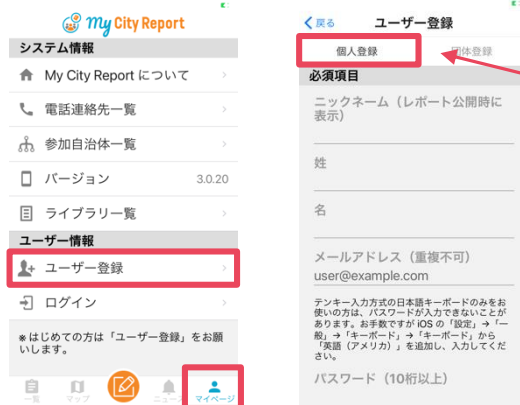 My City Report
システム情報
My City Report について
電話連絡先一覧
参加自治体一覧
バージョン 3.0.20
ライブラリ一覧
ユーザー情報
ユーザー登録
ログイン
※はじめての方は「ユーザー登録」をお願
いします。
一覧 マップ ニュース マイページ
戻る ユーザー登録
個人登録 団体登録
必須項目
ニックネーム（レポート公開時に
表示）
姓
名
メールアドレス（重複不可）
user@example.com
テンキー入力方式の日本語キーボードのみをお
使いの方は、パスワードが入力できないことが
あります。お手数ですが iOS の「設定」→「一
般」→「キーボード」→「キーボード」から
「英語（アメリカ）」を追加し、入力してくだ
さい。
パスワード（10桁以上）